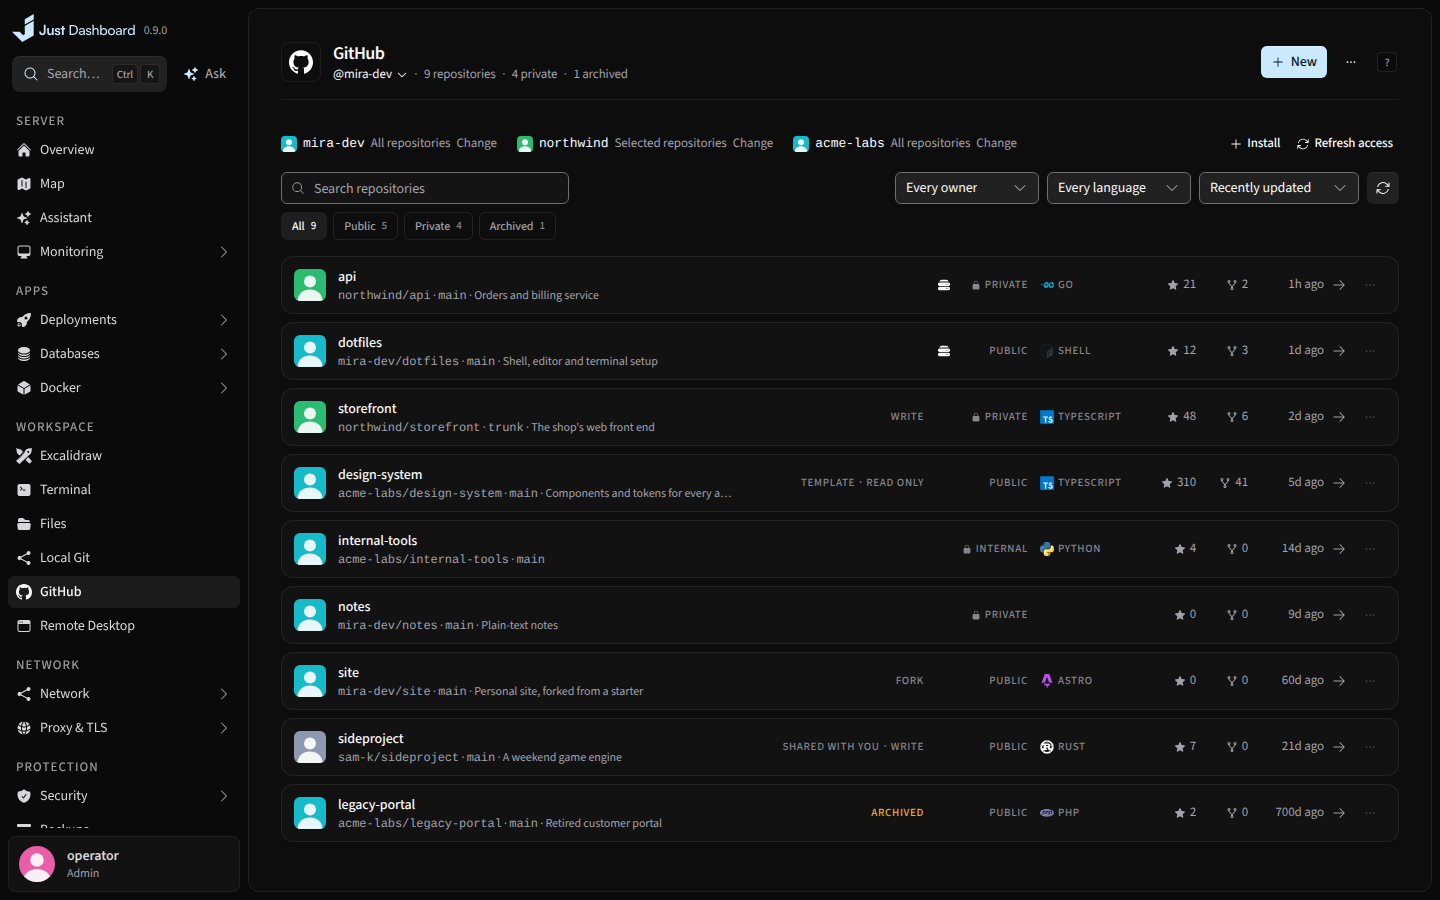 Just Dashboard 0.9.0
Search... Ctrl K
Ask
SERVER
Overview
Map
Assistant
Monitoring
APPS
Deployments
Databases
Docker
WORKSPACE
Excalidraw
Terminal
Files
Local Git
GitHub
Remote Desktop
NETWORK
Network
Proxy & TLS
PROTECTION
Security
operator
Admin
GitHub
@mira-dev · 9 repositories · 4 private · 1 archived
+ New
?
mira-dev All repositories Change northwind Selected repositories Change acme-labs All repositories Change
+ Install Refresh access
Search repositories
Every owner Every language Recently updated
All 9 Public 5 Private 4 Archived 1
api
PRIVATE GO 21 2 1h ago
northwind/api · main · Orders and billing service
dotfiles
PUBLIC SHELL 12 3 1d ago
mira-dev/dotfiles · main · Shell, editor and terminal setup
storefront
WRITE PRIVATE TS TYPESCRIPT 48 6 2d ago
northwind/storefront · trunk · The shop's web front end
design-system
TEMPLATE · READ ONLY PUBLIC TS TYPESCRIPT 310 41 5d ago
acme-labs/design-system · main · Components and tokens for every a...
internal-tools
INTERNAL PYTHON 4 0 14d ago
acme-labs/internal-tools · main
notes
PRIVATE 0 0 9d ago
mira-dev/notes · main · Plain-text notes
site
FORK PUBLIC ASTRO 0 0 60d ago
mira-dev/site · main · Personal site, forked from a starter
sideproject
SHARED WITH YOU · WRITE PUBLIC RUST 7 0 21d ago
sam-k/sideproject · main · A weekend game engine
legacy-portal
ARCHIVED PUBLIC PHP 2 0 700d ago
acme-labs/legacy-portal · main · Retired customer portal